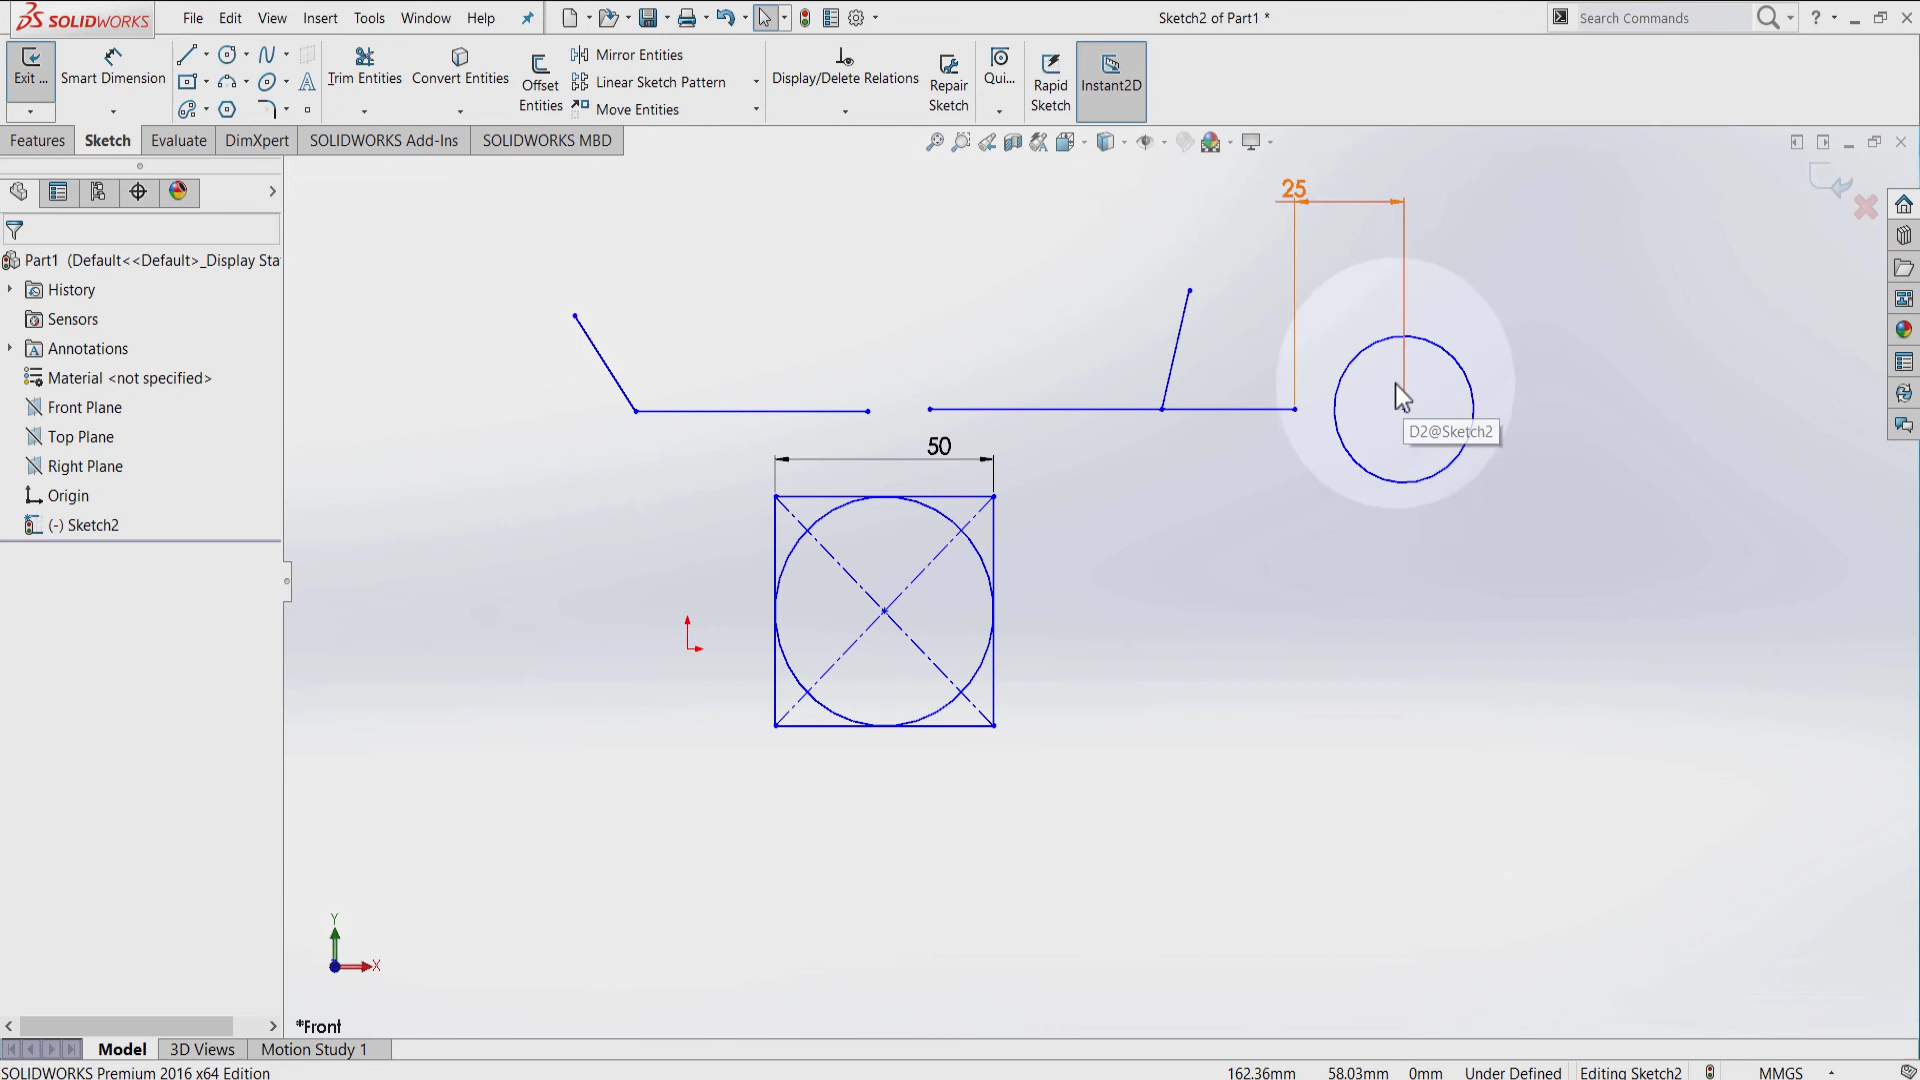 SOLIDWORKS File Edit View Insert Tools Window Help Sketch2 of Part1 * Search Commands ?
Exit ... Smart Dimension Trim Entities Convert Entities Offset Entities Mirror Entities Display/Delete Relations Repair Sketch Qui... Rapid Sketch Instant2D
Linear Sketch Pattern
Move Entities
Features Sketch Evaluate DimXpert SOLIDWORKS Add-Ins SOLIDWORKS MBD
Part1 (Default<<Default>_Display Sta
History
Sensors
Annotations
Material <not specified>
Front Plane
Top Plane
Right Plane
Origin
(-) Sketch2
25
D2@Sketch2
50
Y
X
*Front
Model 3D Views Motion Study 1
SOLIDWORKS Premium 2016 x64 Edition 162.36mm 58.03mm 0mm Under Defined Editing Sketch2 MMGS